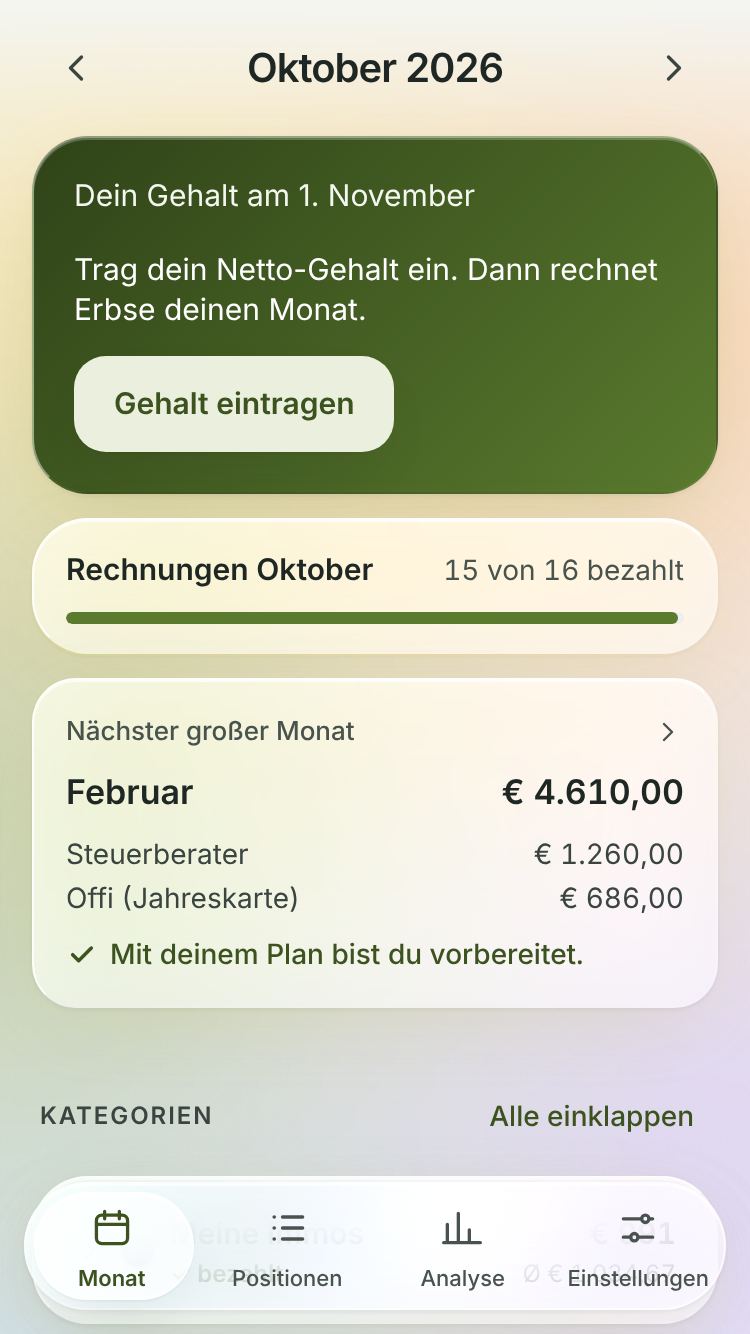 Oktober 2026
Dein Gehalt am 1. November
Trag dein Netto-Gehalt ein. Dann rechnet
Erbse deinen Monat.
Gehalt eintragen
Rechnungen Oktober 15 von 16 bezahlt
Nächster großer Monat
Februar € 4.610,00
Steuerberater € 1.260,00
Offi (Jahreskarte) € 686,00
Mit deinem Plan bist du vorbereitet.
KATEGORIEN Alle einklappen
Monat Positionen Analyse Einstellungen